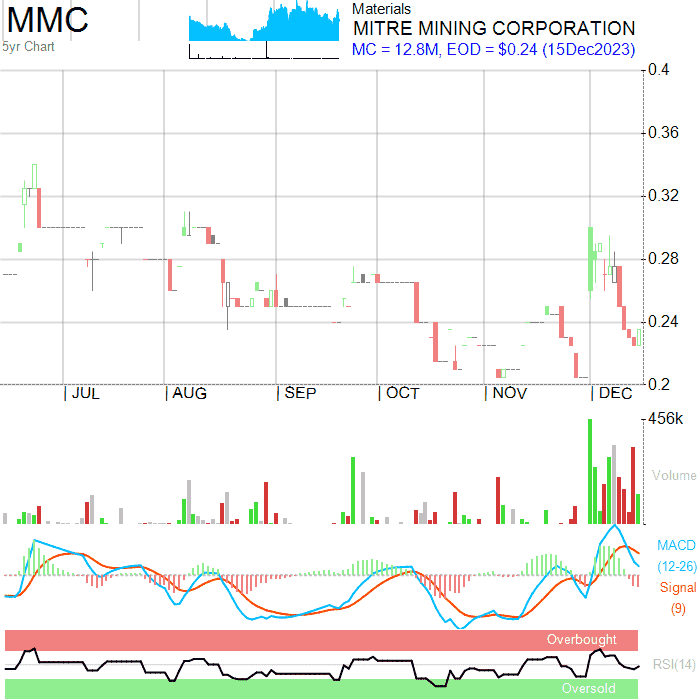 MMC
5yr Chart
Materials
MITRE MINING CORPORATION
MC = 12.8M, EOD = $0.24 (15Dec2023)
0.4
0.36
0.32
0.28
0.24
0.2
JUL AUG SEP OCT NOV DEC
456k
Volume
MACD
(12-26)
Signal
(9)
Overbought
RSI(14)
Oversold